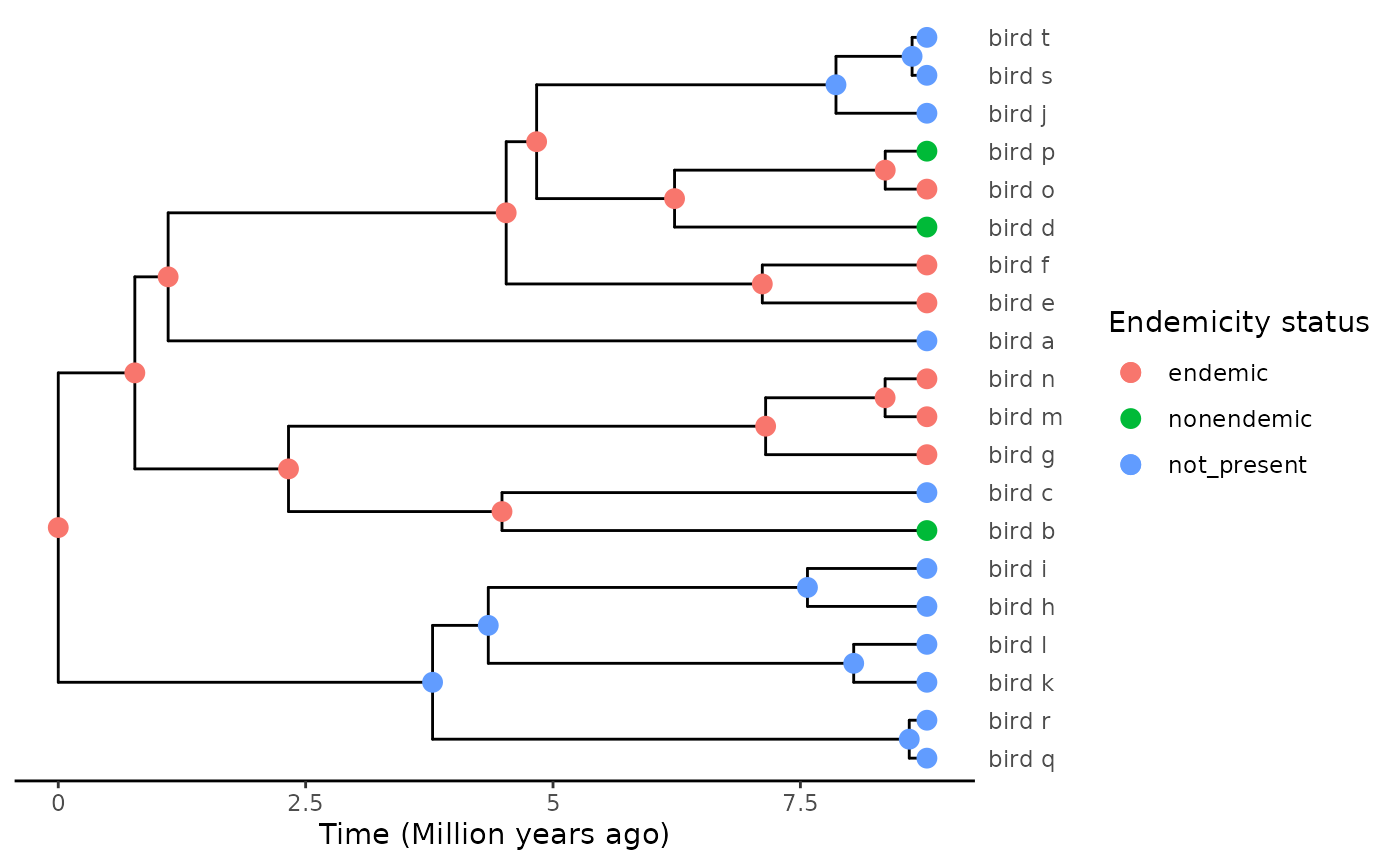 bird t
bird s
bird j
bird p
bird o
bird d
bird f
bird e
bird a
bird n
bird m
bird g
bird c
bird b
bird i
bird h
bird l
bird k
bird r
bird q
Endemicity status
endemic
nonendemic
not_present
0 2.5 5 7.5
Time (Million years ago)